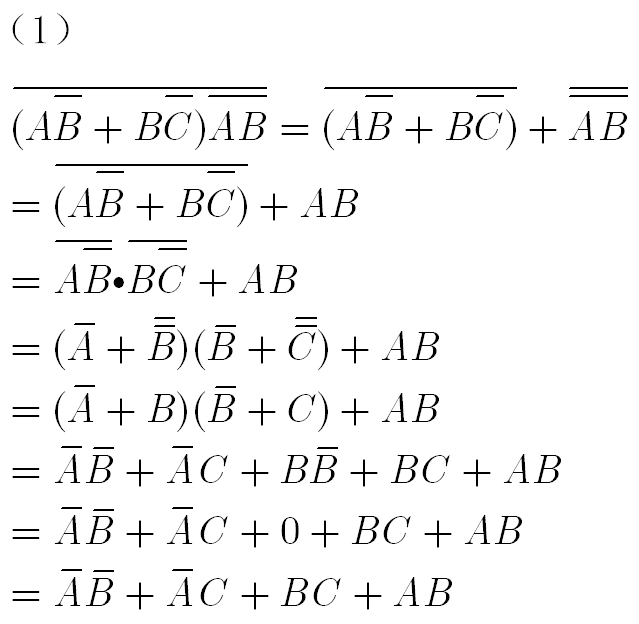 (1)
\overline{(A\overline{B} + B\overline{C})\overline{AB}} = \overline{(A\overline{B} + B\overline{C})} + \overline{\overline{AB}}
= \overline{(A\overline{B} + B\overline{C})} + AB
= \overline{A\overline{B}}•\overline{B\overline{C}} + AB
= (\overline{A} + \overline{\overline{B}})(\overline{B} + \overline{\overline{C}}) + AB
= (\overline{A} + B)(\overline{B} + C) + AB
= \overline{A}\overline{B} + \overline{A}C + B\overline{B} + BC + AB
= \overline{A}\overline{B} + \overline{A}C + 0 + BC + AB
= \overline{A}\overline{B} + \overline{A}C + BC + AB